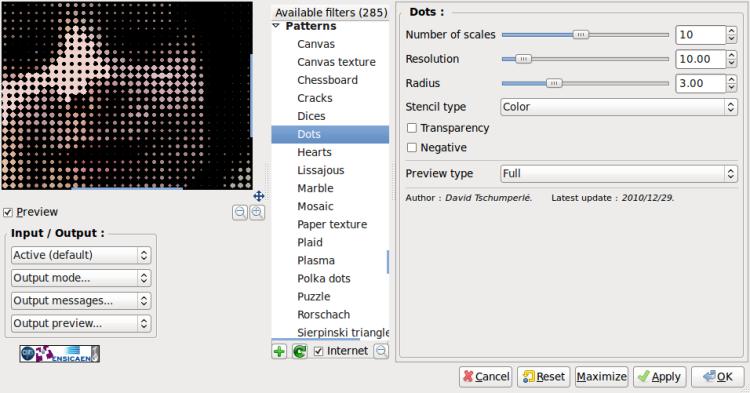 Available filters (285)
Patterns
Canvas
Canvas texture
Chessboard
Cracks
Dices
Dots
Hearts
Lissajous
Marble
Mosaic
Paper texture
Plaid
Plasma
Polka dots
Puzzle
Rorschach
Sierpinski triangle
Internet
Preview
Input / Output :
Active (default)
Output mode...
Output messages...
Output preview...
ENSICAEN
Dots :
Number of scales 10
Resolution 10.00
Radius 3.00
Stencil type Color
Transparency
Negative
Preview type Full
Author : David Tschumperlé. Latest update : 2010/12/29.
Cancel Reset Maximize Apply OK